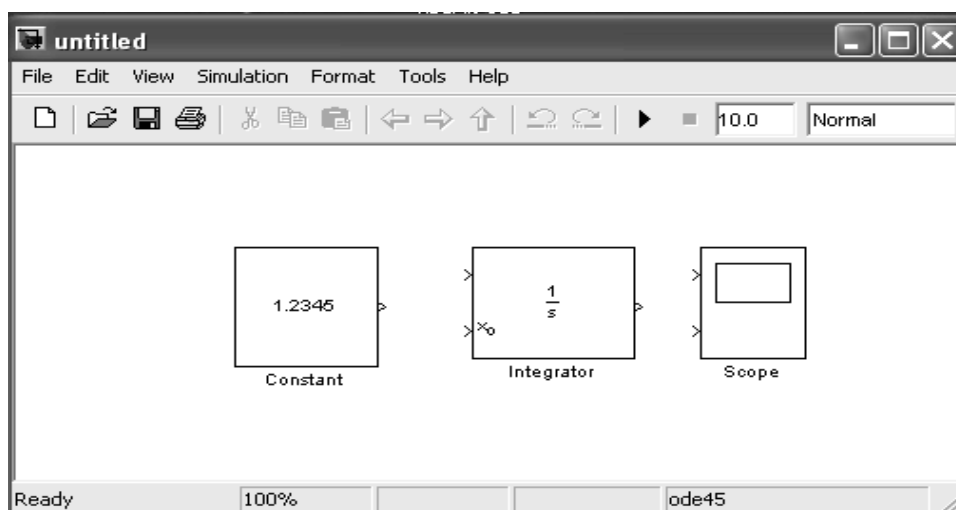 untitled
File Edit View Simulation Format Tools Help
10.0 Normal
1.2345
1
s
x₀
Constant
Integrator
Scope
Ready 100% ode45